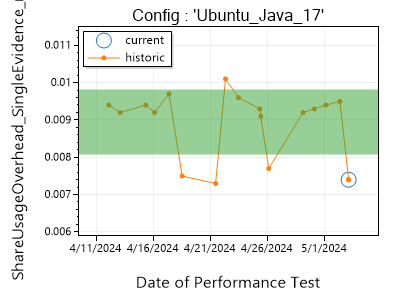 Config : 'Ubuntu_Java_17'
current
historic
0.011
0.01
0.009
0.008
0.007
0.006
ShareUsageOverhead_SingleEvidence_
4/11/2024
4/16/2024
4/21/2024
4/26/2024
5/1/2024
Date of Performance Test